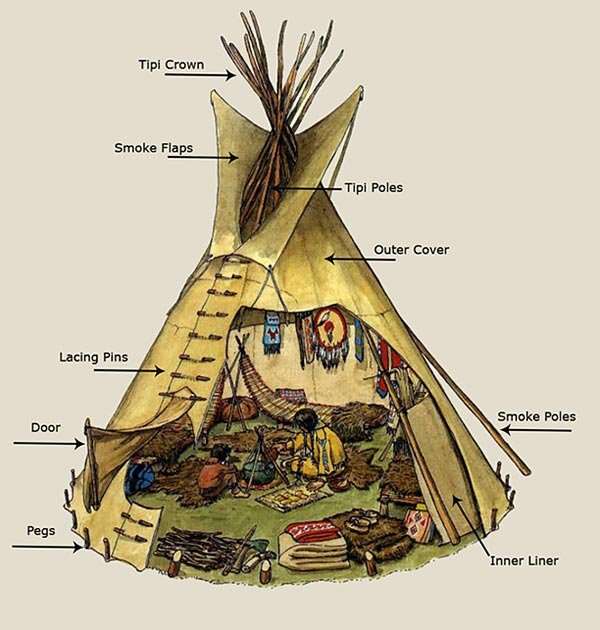 Tipi Crown
Smoke Flaps
Tipi Poles
Outer Cover
Lacing Pins
Smoke Poles
Door
Pegs
Inner Liner